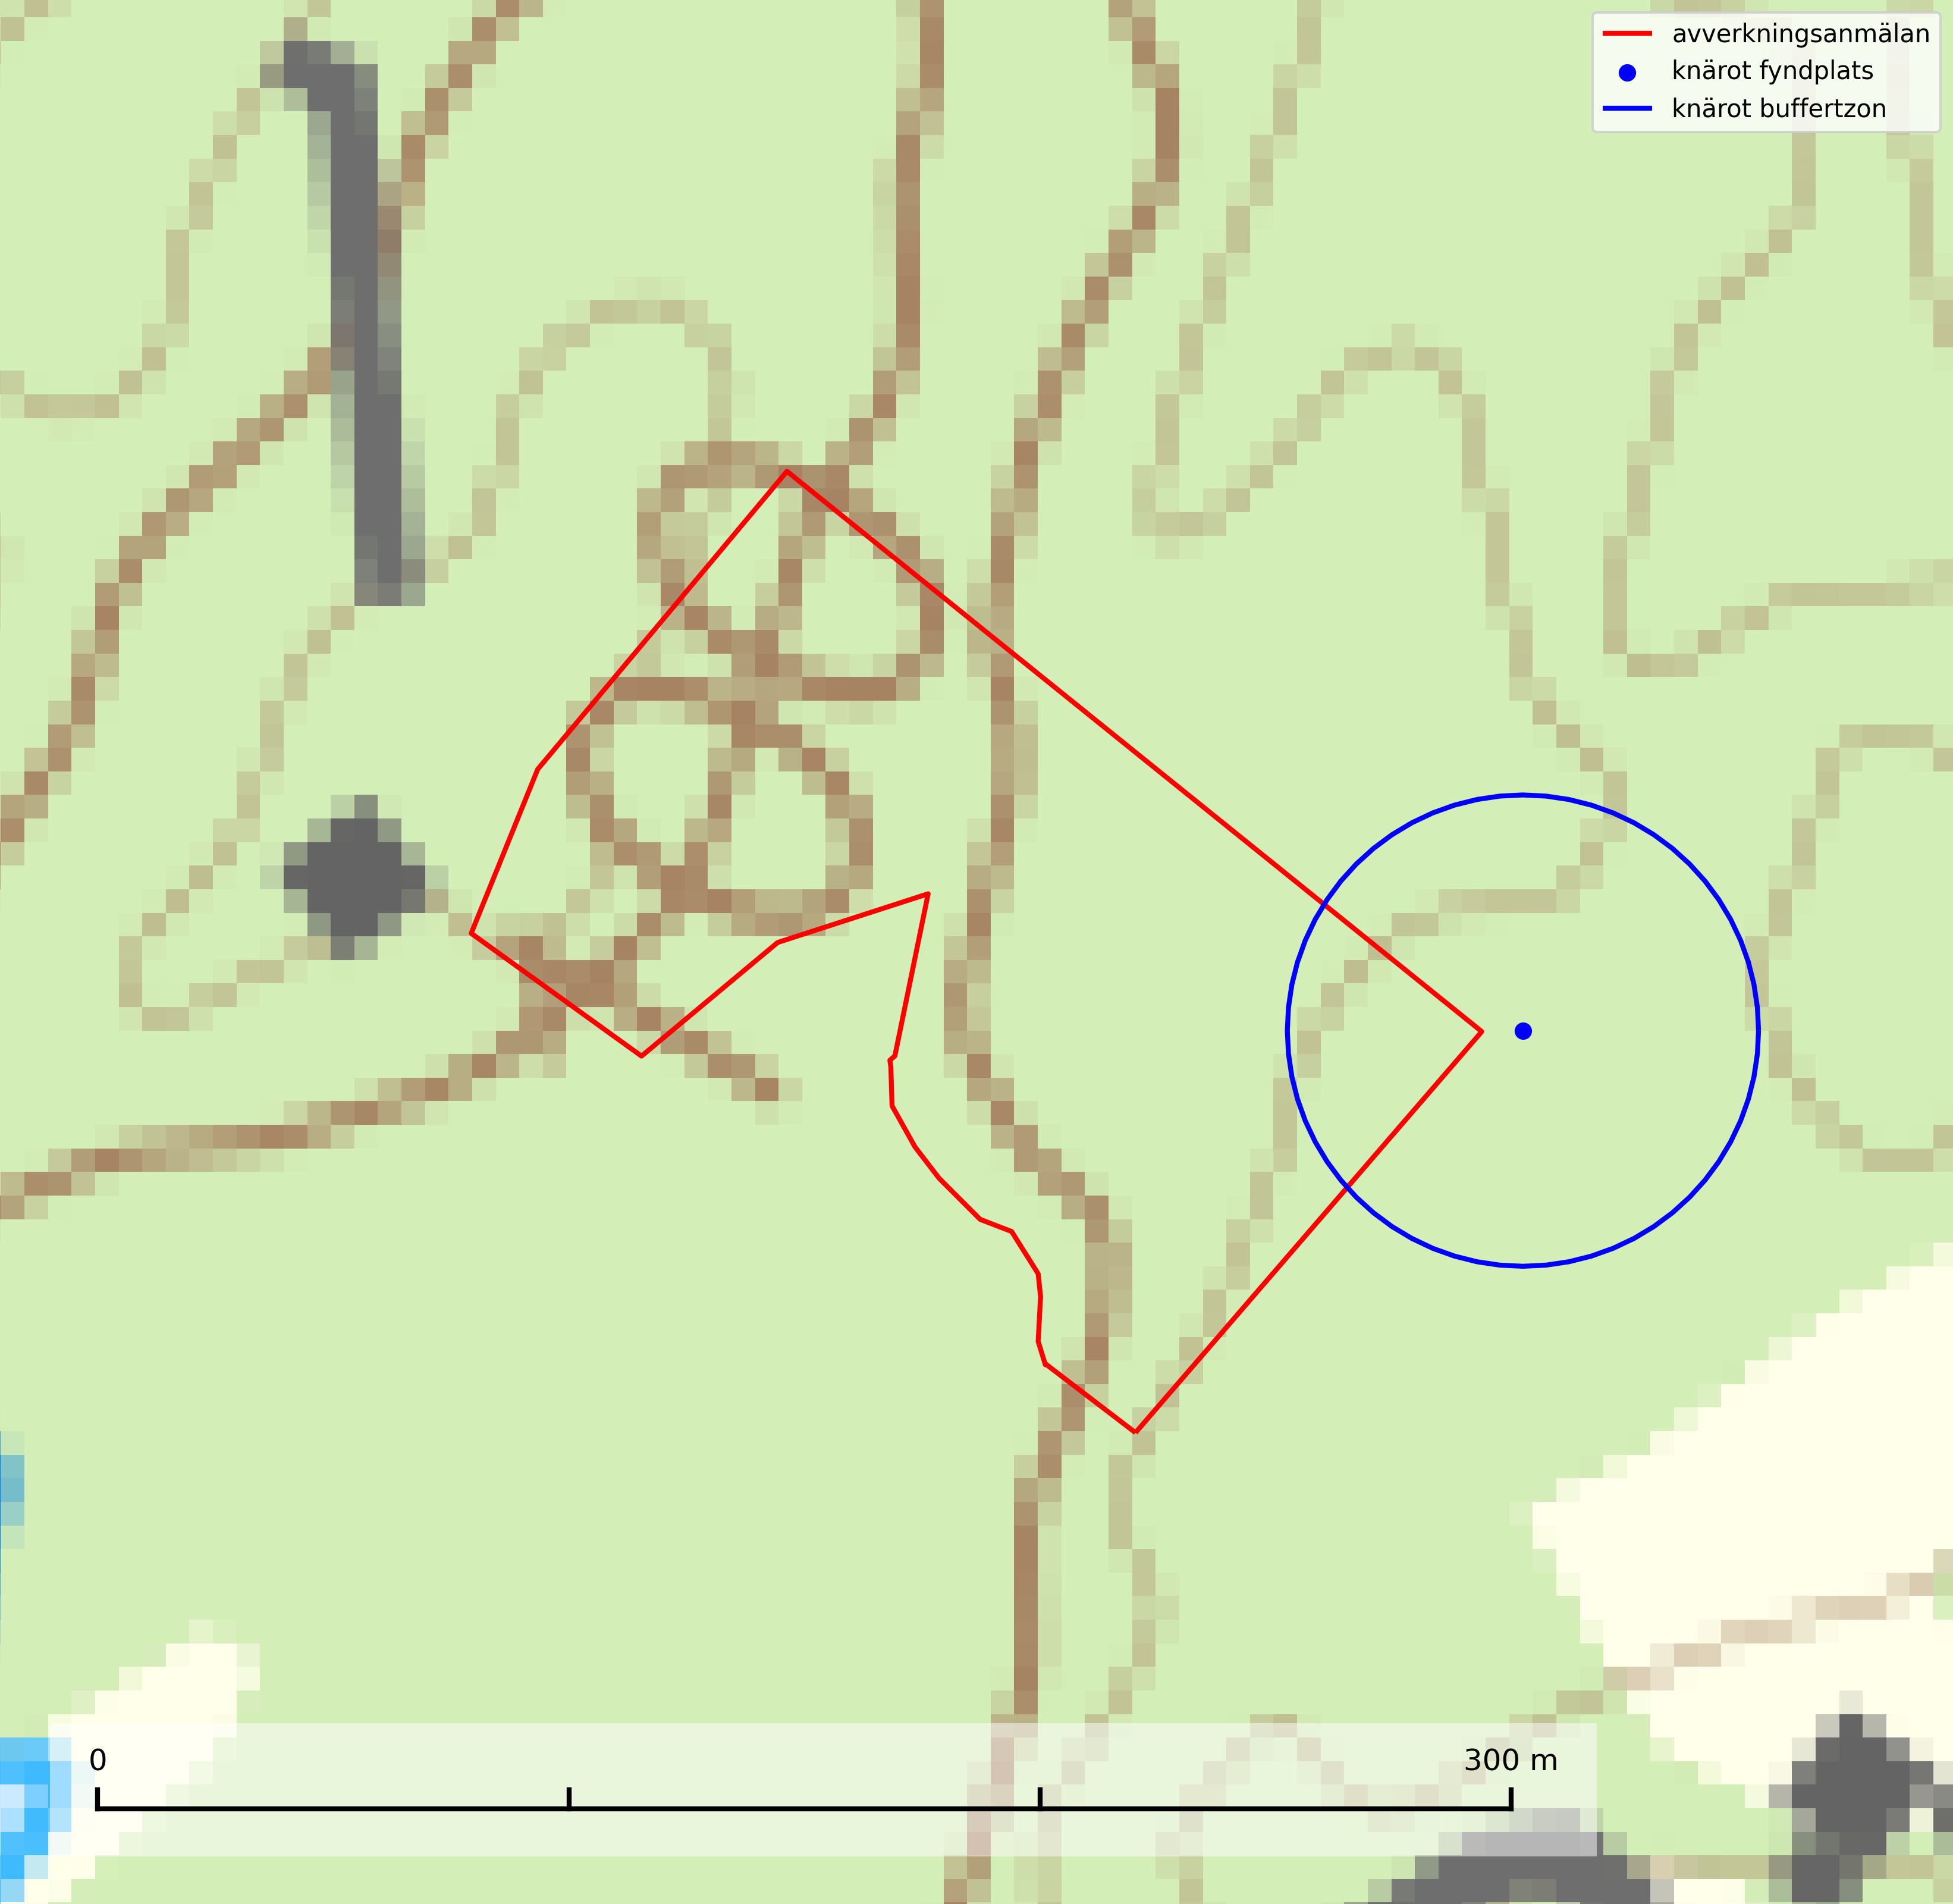 avverkningsanmälan
knärot fyndplats
knärot buffertzon
0 300 m